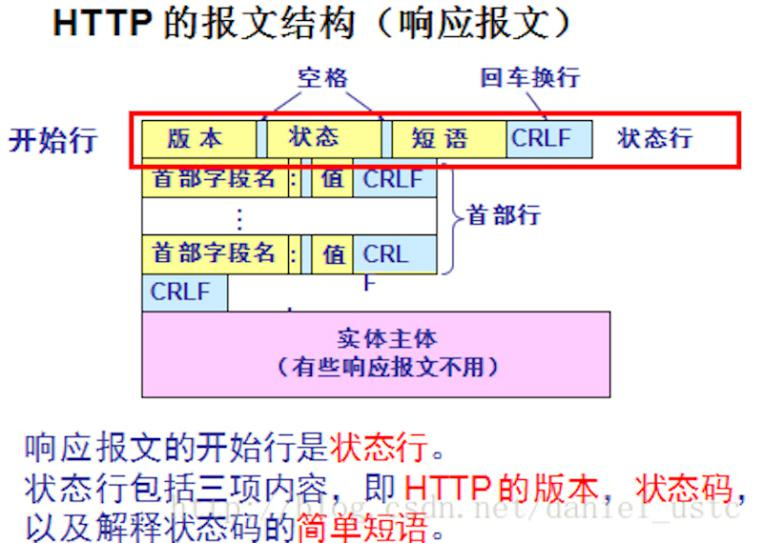 HTTP 的报文结构（响应报文）
空格 回车换行
开始行 版本 状态 短语 CRLF 状态行
首部字段名 : 值 CRLF
⋮ 首部行
首部字段名 : 值 CRL
F
CRLF
实体主体
（有些响应报文不用）
响应报文的开始行是状态行。
状态行包括三项内容，即 HTTP 的版本，状态码，
以及解释状态码的简单短语。
http://blog.csdn.net/daniel_ustc